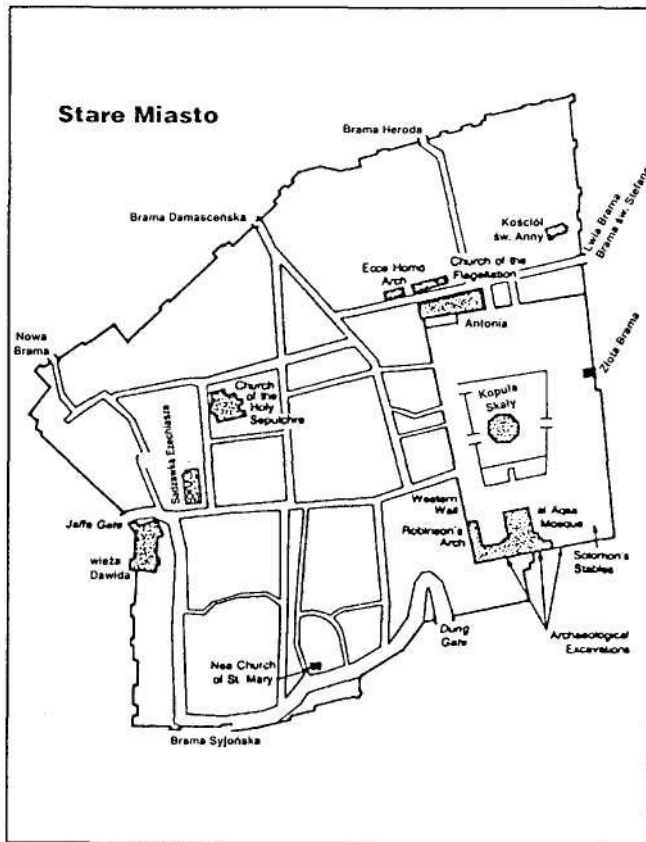 Stare Miasto
Brama Heroda
Brama Damasceńska
Kościół
św. Anny
Lwia Brama
Brama św. Stefana
Ecce Homo
Arch
Church of the
Flagellation
Antonia
Nowa
Brama
Złota Brama
Church
of the
Holy
Sepulchre
Kopuła
Skały
Sadzawka Ezechiasza
Western
Wall
al Aqsa
Mosque
Jaffa Gate
Robinson's
Arch
wieża
Dawida
Solomon's
Stables
Dung
Gate
Archaeological
Excavations
Nea Church
of St. Mary
Brama Syjońska